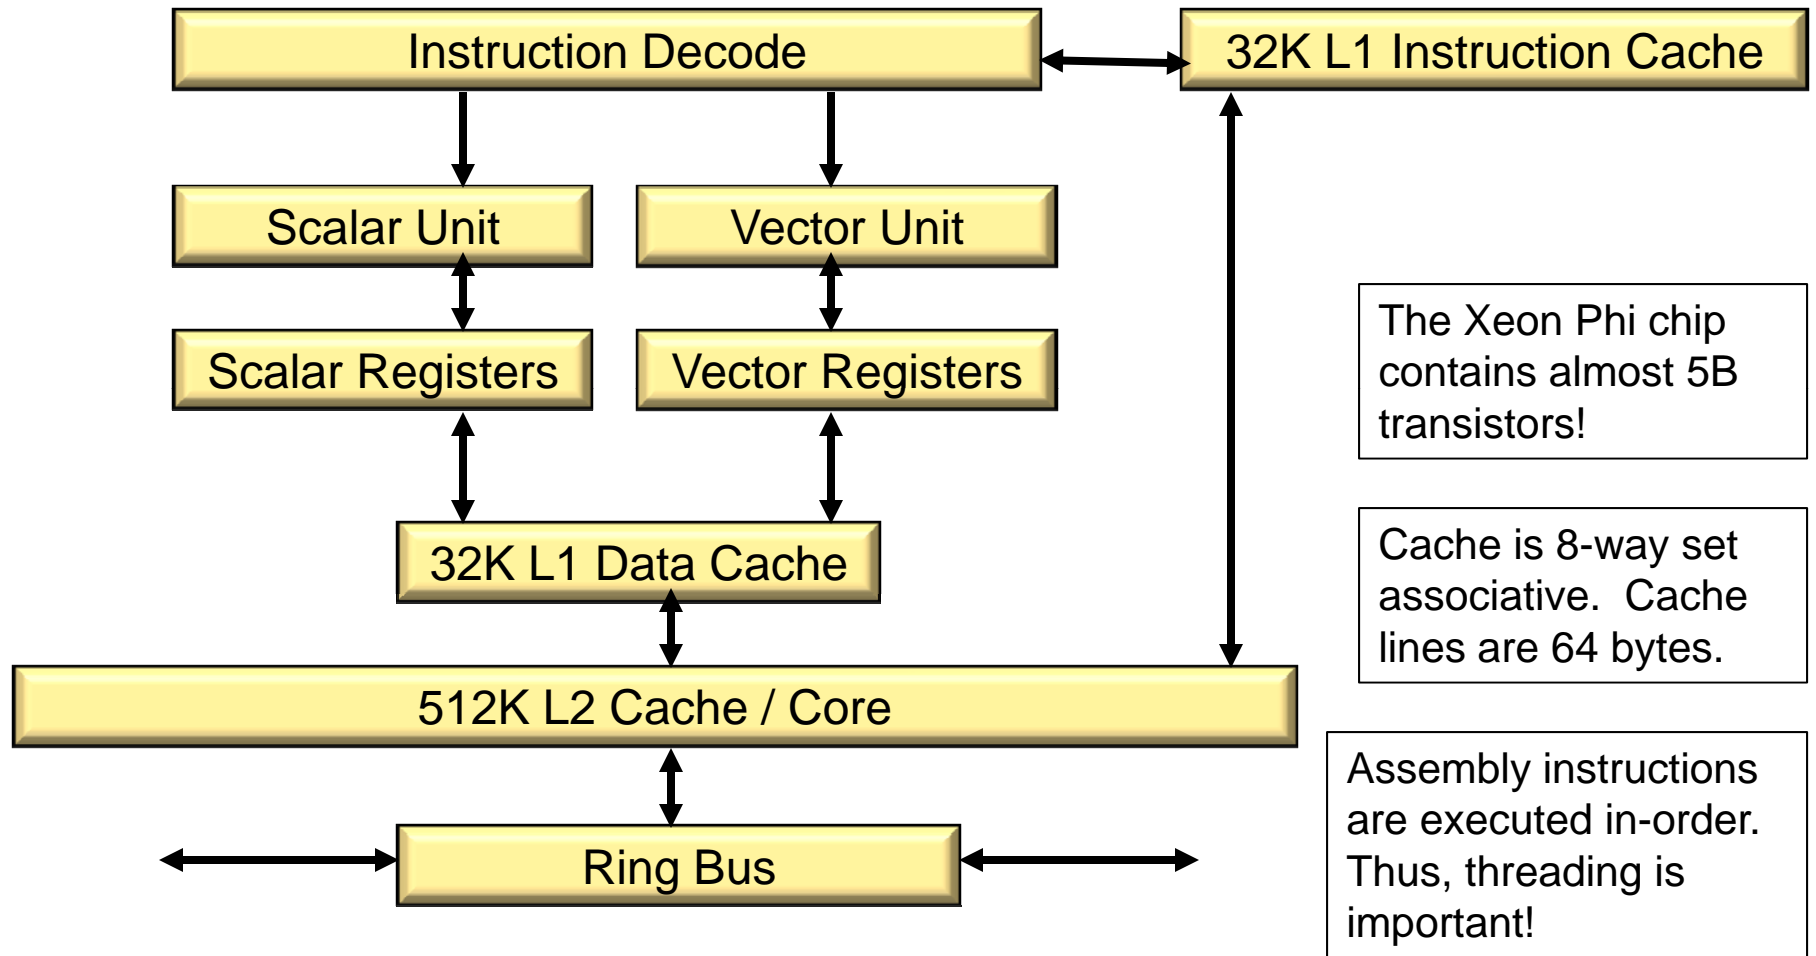 Instruction Decode
32K L1 Instruction Cache
Scalar Unit
Vector Unit
Scalar Registers
Vector Registers
32K L1 Data Cache
512K L2 Cache / Core
Ring Bus
The Xeon Phi chip
contains almost 5B
transistors!
Cache is 8-way set
associative.  Cache
lines are 64 bytes.
Assembly instructions
are executed in-order.
Thus, threading is
important!